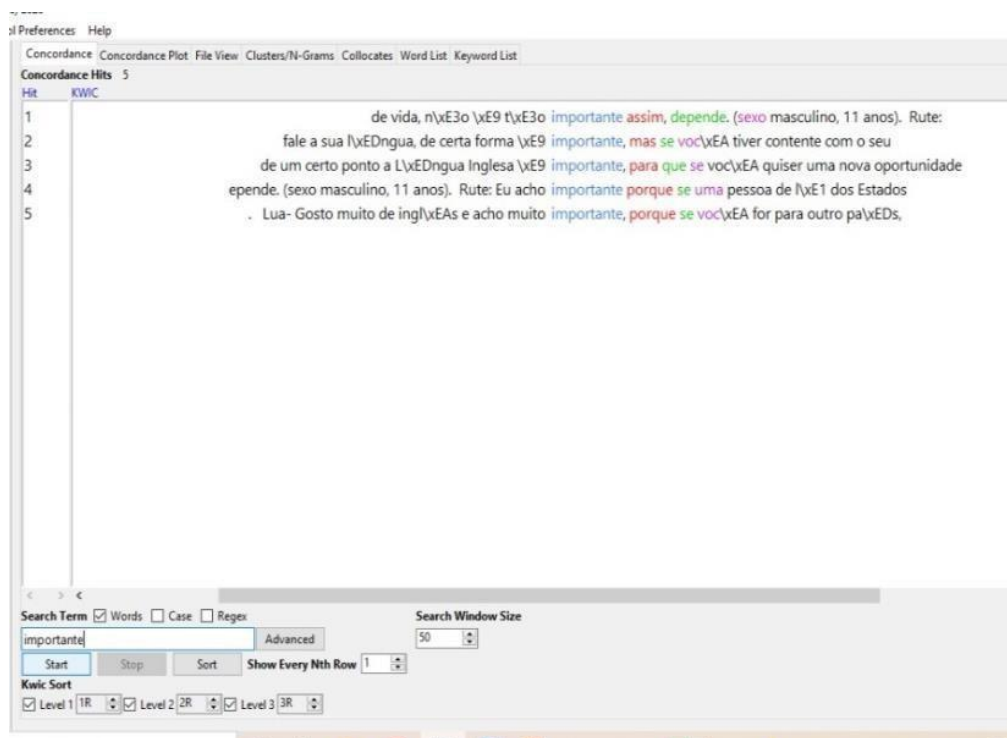 ol Preferences Help
Concordance Concordance Plot File View Clusters/N-Grams Collocates Word List Keyword List
Concordance Hits 5
Hit KWIC
1 de vida, n\xE3o \xE9 t\xE3o importante assim, depende. (sexo masculino, 11 anos). Rute:
2 fale a sua l\xEDngua, de certa forma \xE9 importante, mas se voc\xEA tiver contente com o seu
3 de um certo ponto a L\xEDngua Inglesa \xE9 importante, para que se voc\xEA quiser uma nova oportunidade
4 epende. (sexo masculino, 11 anos). Rute: Eu acho importante porque se uma pessoa de l\xE1 dos Estados
5 . Lua- Gosto muito de ingl\xEAs e acho muito importante, porque se voc\xEA for para outro pa\xEDs,
Search Term Words Case Regex Search Window Size
importante Advanced 50
Start Stop Sort Show Every Nth Row 1
Kwic Sort
Level 1 1R Level 2 2R Level 3 3R